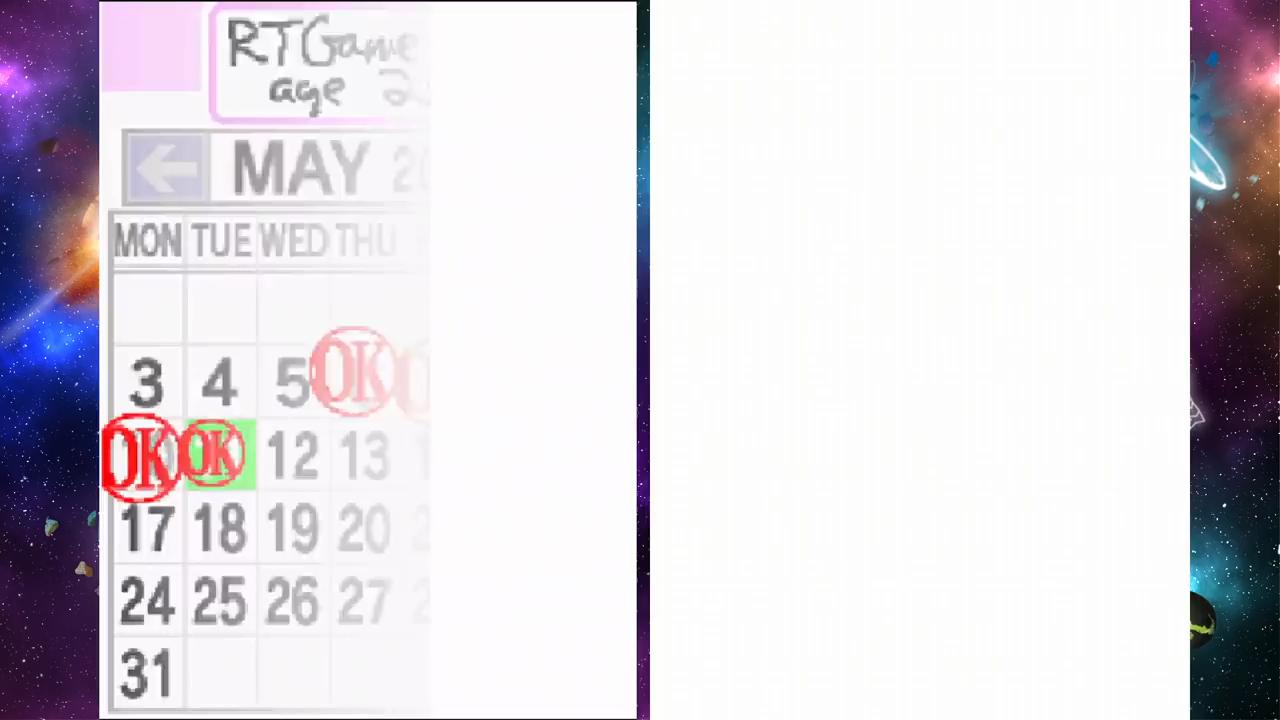 RTGame
age
MAY
MON TUE WED THU
OK
3 4 5
OK OK
12 13
17 18 19 20
24 25 26 27
31